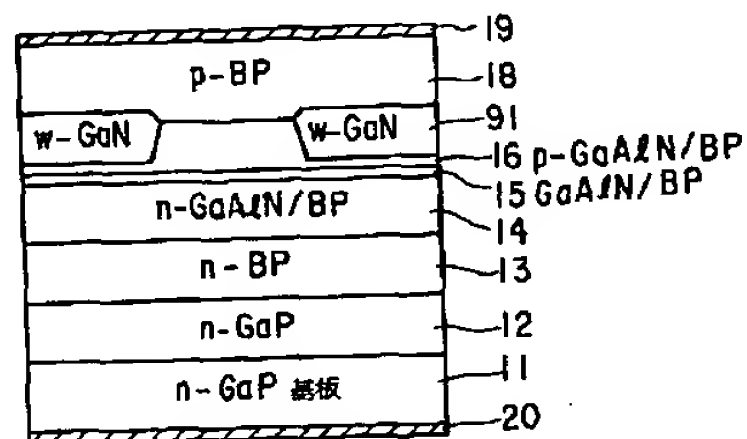 19
p-BP 18
w-GaN w-GaN 91
16 p-GaAlN/BP
15 GaAlN/BP
n-GaAlN/BP 14
n-BP 13
n-GaP 12
n-GaP 基板 11
20